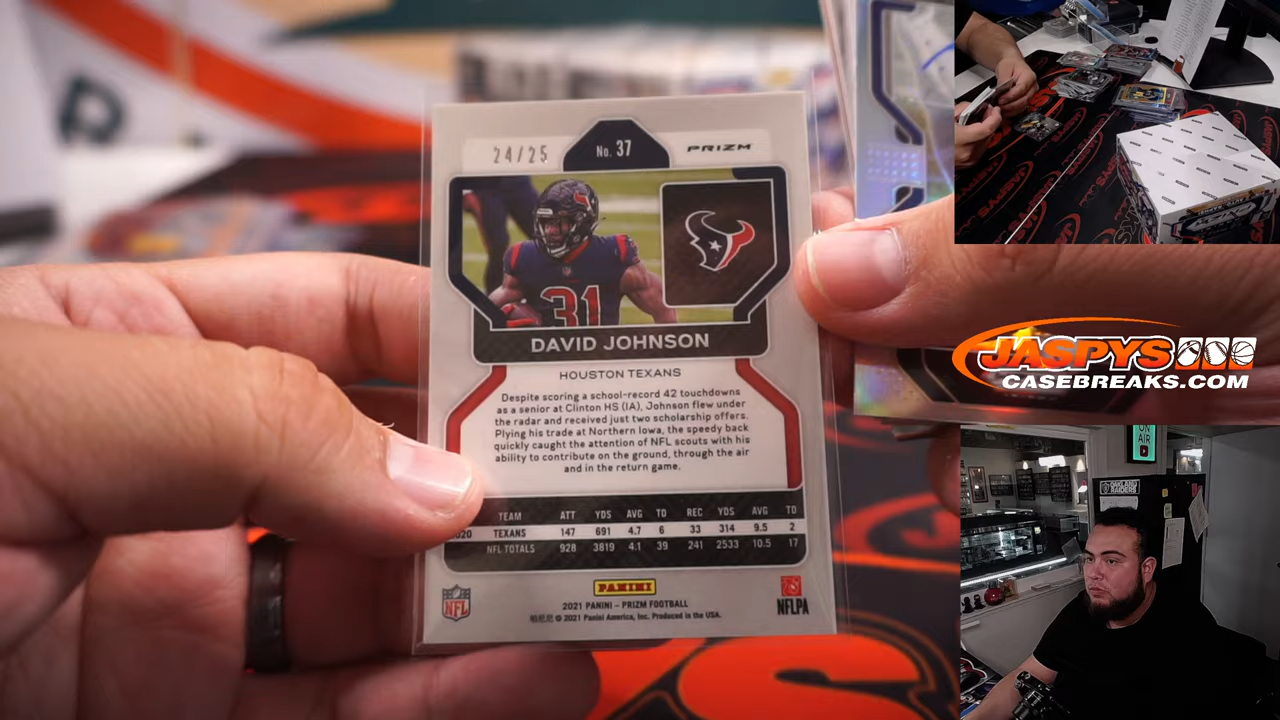 24/25
No. 37
PRIZM
31
DAVID JOHNSON
HOUSTON TEXANS
Despite scoring a school-record 42 touchdowns
as a senior at Clinton HS (IA), Johnson flew under
the radar and received just two scholarship offers.
Plying his trade at Northern Iowa, the speedy back
quickly caught the attention of NFL scouts with his
ability to contribute on the ground, through the air
and in the return game.
TEAM ATT YDS AVG TD REC YDS AVG TD
020 TEXANS 147 691 4.7 6 33 314 9.5 2
NFL TOTALS 928 3819 4.1 39 241 2533 10.5 17
NFL
PANINI
NFLPA
2021 PANINI – PRIZM FOOTBALL
© 2021 Panini America, Inc. Produced in the USA.
JASPYS
CASEBREAKS.COM
ON
AIR
OAKLAND
RAIDERS